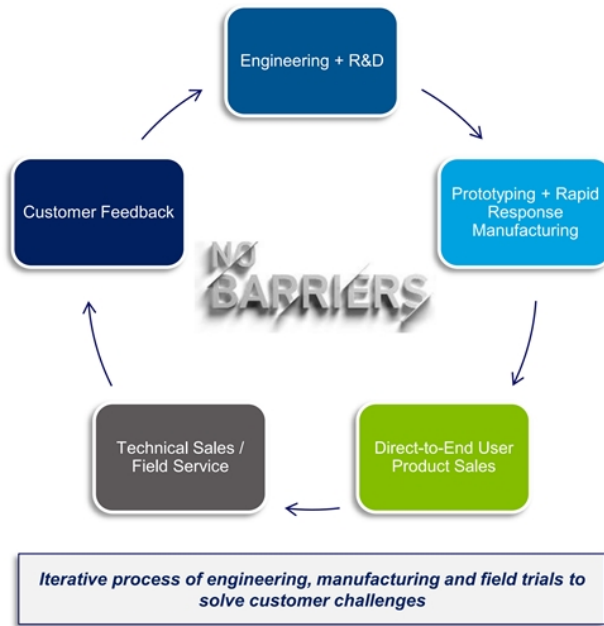 Engineering + R&D
Prototyping + Rapid
Response
Manufacturing
Direct-to-End User
Product Sales
Technical Sales /
Field Service
Customer Feedback
NO
BARRIERS
Iterative process of engineering, manufacturing and field trials to
solve customer challenges